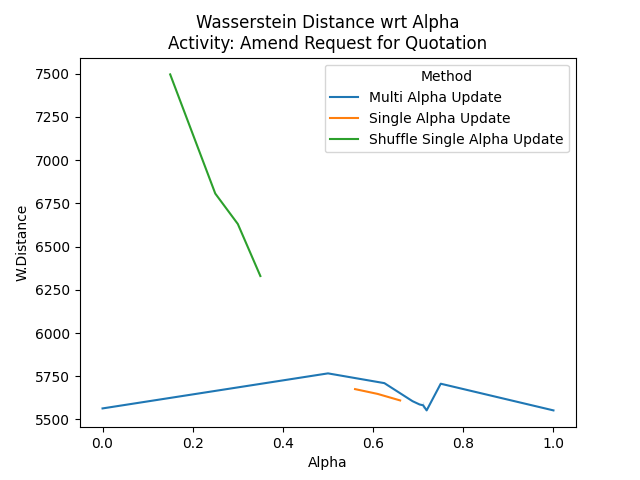 Wasserstein Distance wrt Alpha
Activity: Amend Request for Quotation
Method
Multi Alpha Update
Single Alpha Update
Shuffle Single Alpha Update
W.Distance
7500
7250
7000
6750
6500
6250
6000
5750
5500
0.0 0.2 0.4 0.6 0.8 1.0
Alpha